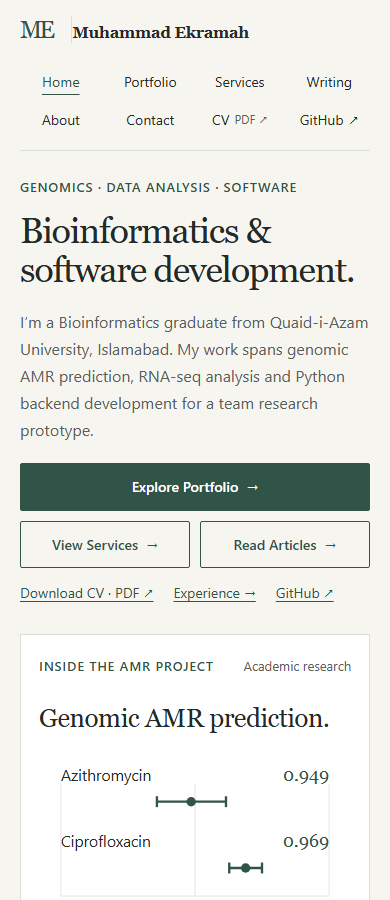 ME Muhammad Ekramah
Home Portfolio Services Writing
About Contact CV PDF ↗ GitHub ↗
GENOMICS · DATA ANALYSIS · SOFTWARE
Bioinformatics &
software development.
I'm a Bioinformatics graduate from Quaid-i-Azam
University, Islamabad. My work spans genomic
AMR prediction, RNA-seq analysis and Python
backend development for a team research
prototype.
Explore Portfolio →
View Services → Read Articles →
Download CV · PDF ↗ Experience → GitHub ↗
INSIDE THE AMR PROJECT Academic research
Genomic AMR prediction.
Azithromycin 0.949
Ciprofloxacin 0.969